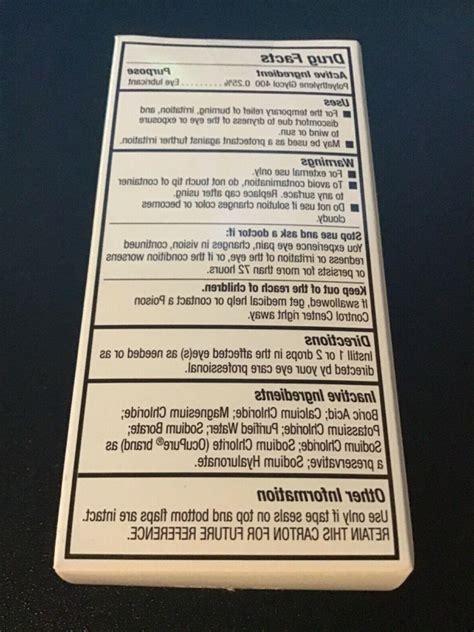 Drug Facts
Active Ingredient Purpose
Polyethylene Glycol 400 0.25% ........ Eye lubricant
Uses
■ For the temporary relief of burning, irritation, and
discomfort due to dryness of the eye or exposure
to wind or sun.
■ May be used as a protectant against further irritation.
Warnings
■ For external use only.
■ To avoid contamination, do not touch tip of container
to any surface. Replace cap after using.
■ Do not use if solution changes color or becomes
cloudy.
Stop use and ask a doctor if:
You experience eye pain, changes in vision, continued
redness or irritation of the eye, or if the condition worsens
or persists for more than 72 hours.
Keep out of the reach of children.
If swallowed, get medical help or contact a Poison
Control Center right away.
Directions
Instill 1 or 2 drops in the affected eye(s) as needed or as
directed by your eye care professional.
Inactive Ingredients
Boric Acid; Calcium Chloride; Magnesium Chloride;
Potassium Chloride; Purified Water; Sodium Borate;
Sodium Chloride; Sodium Chlorite (OcuPure® brand) as
a preservative; Sodium Hyaluronate.
Other Information
Use only if tape seals on top and bottom flaps are intact.
RETAIN THIS CARTON FOR FUTURE REFERENCE.